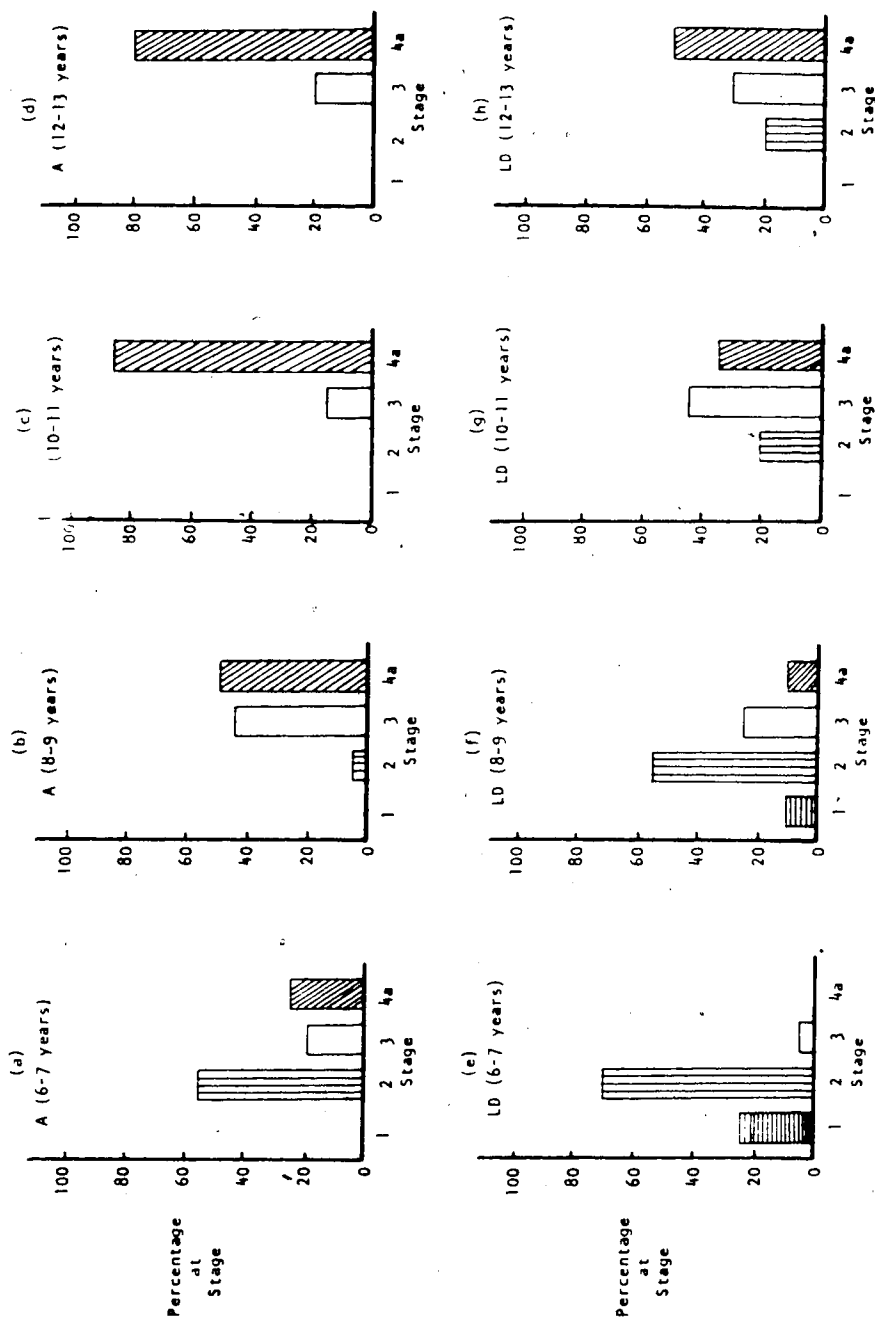 (a)
A (6-7 years)
100
80
60
40
20
0
1 2 3 4a
Stage
Percentage
at
Stage
(b)
A (8-9 years)
100
80
60
40
20
0
1 2 3 4a
Stage
(c)
(10-11 years)
100
80
60
40
20
0
1 2 3 4a
Stage
(d)
A (12-13 years)
100
80
60
40
20
0
1 2 3 4a
Stage
(e)
LD (6-7 years)
100
80
60
40
20
0
1 2 3 4a
Stage
Percentage
at
Stage
(f)
LD (8-9 years)
100
80
60
40
20
0
1 2 3 4a
Stage
(g)
LD (10-11 years)
100
80
60
40
20
0
1 2 3 4a
Stage
(h)
LD (12-13 years)
100
80
60
40
20
0
1 2 3 4a
Stage